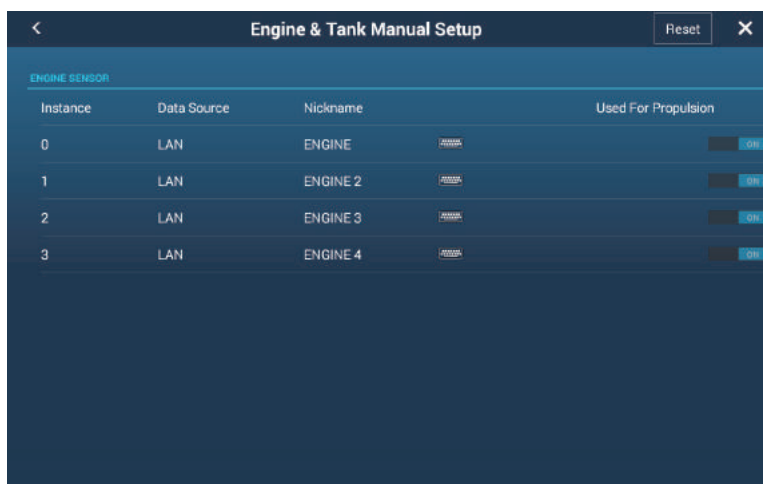 Engine & Tank Manual Setup Reset
ENGINE SENSOR
Instance Data Source Nickname Used For Propulsion
0 LAN ENGINE ON
1 LAN ENGINE 2 ON
2 LAN ENGINE 3 ON
3 LAN ENGINE 4 ON